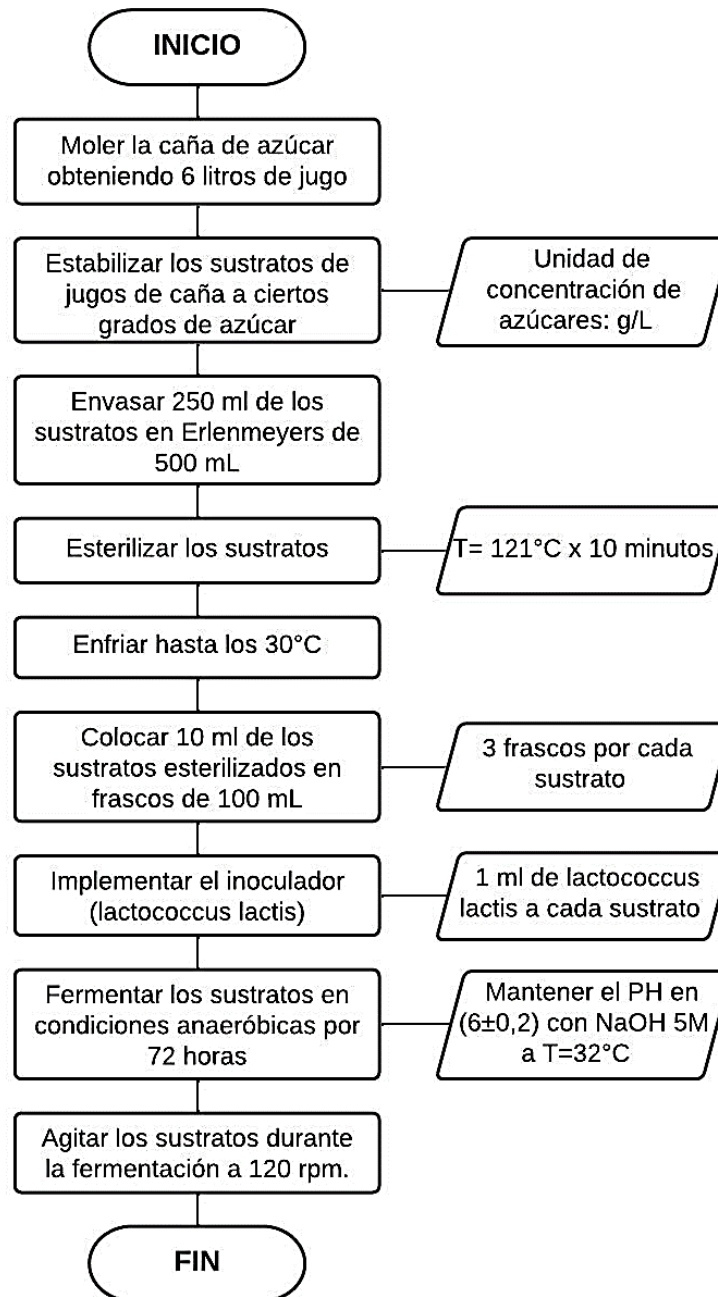 INICIO
Moler la caña de azúcar
obteniendo 6 litros de jugo
Estabilizar los sustratos de
jugos de caña a ciertos
grados de azúcar
Unidad de
concentración de
azúcares: g/L
Envasar 250 ml de los
sustratos en Erlenmeyers de
500 mL
Esterilizar los sustratos
T= 121°C x 10 minutos
Enfriar hasta los 30°C
Colocar 10 ml de los
sustratos esterilizados en
frascos de 100 mL
3 frascos por cada
sustrato
Implementar el inoculador
(lactococcus lactis)
1 ml de lactococcus
lactis a cada sustrato
Fermentar los sustratos en
condiciones anaeróbicas por
72 horas
Mantener el PH en
(6±0,2) con NaOH 5M
a T=32°C
Agitar los sustratos durante
la fermentación a 120 rpm.
FIN